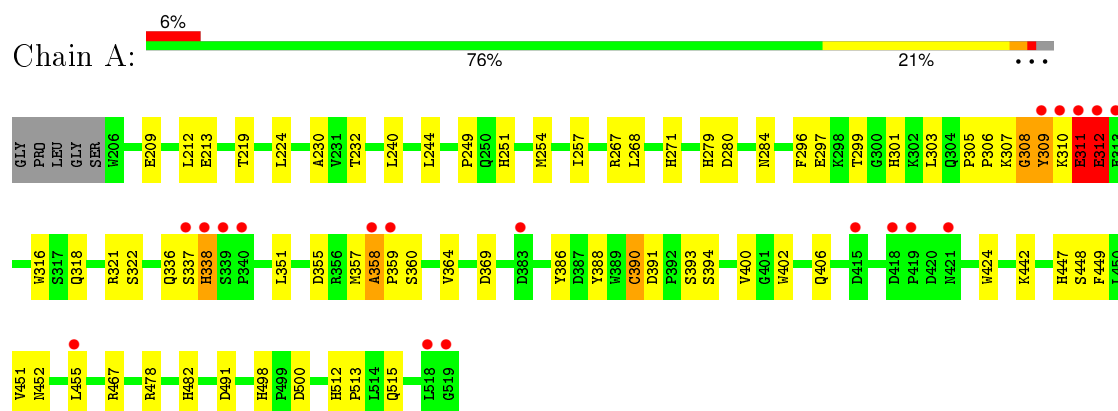 6%
Chain A:
76% 21% • • •
GLY PRO LEU GLY SER W206 E209 L212 E213 T219 L224 A230 V231 T232 L240 L244 P249 Q250 H251 M254 I257 R267 L268 H271 H279 D280 N284 F296 E297 K298 T299 G300 H301 K302 L303 Q304 P305 P306 K307 G308 Y309 K310 E311 E312 E313
W316 S317 Q318 R321 S322 Q336 S337 H338 S339 P340 L351 D355 R356 M357 A358 P359 S360 V364 D369 D383 Y386 D387 Y388 W389 C390 D391 P392 S393 S394 V400 G401 W402 Q406 D415 D418 P419 D420 N421 W424 K442 H447 S448 F449 L450
V451 N452 L455 R467 R478 H482 D491 H498 P499 D500 H512 P513 L514 Q515 L518 G519